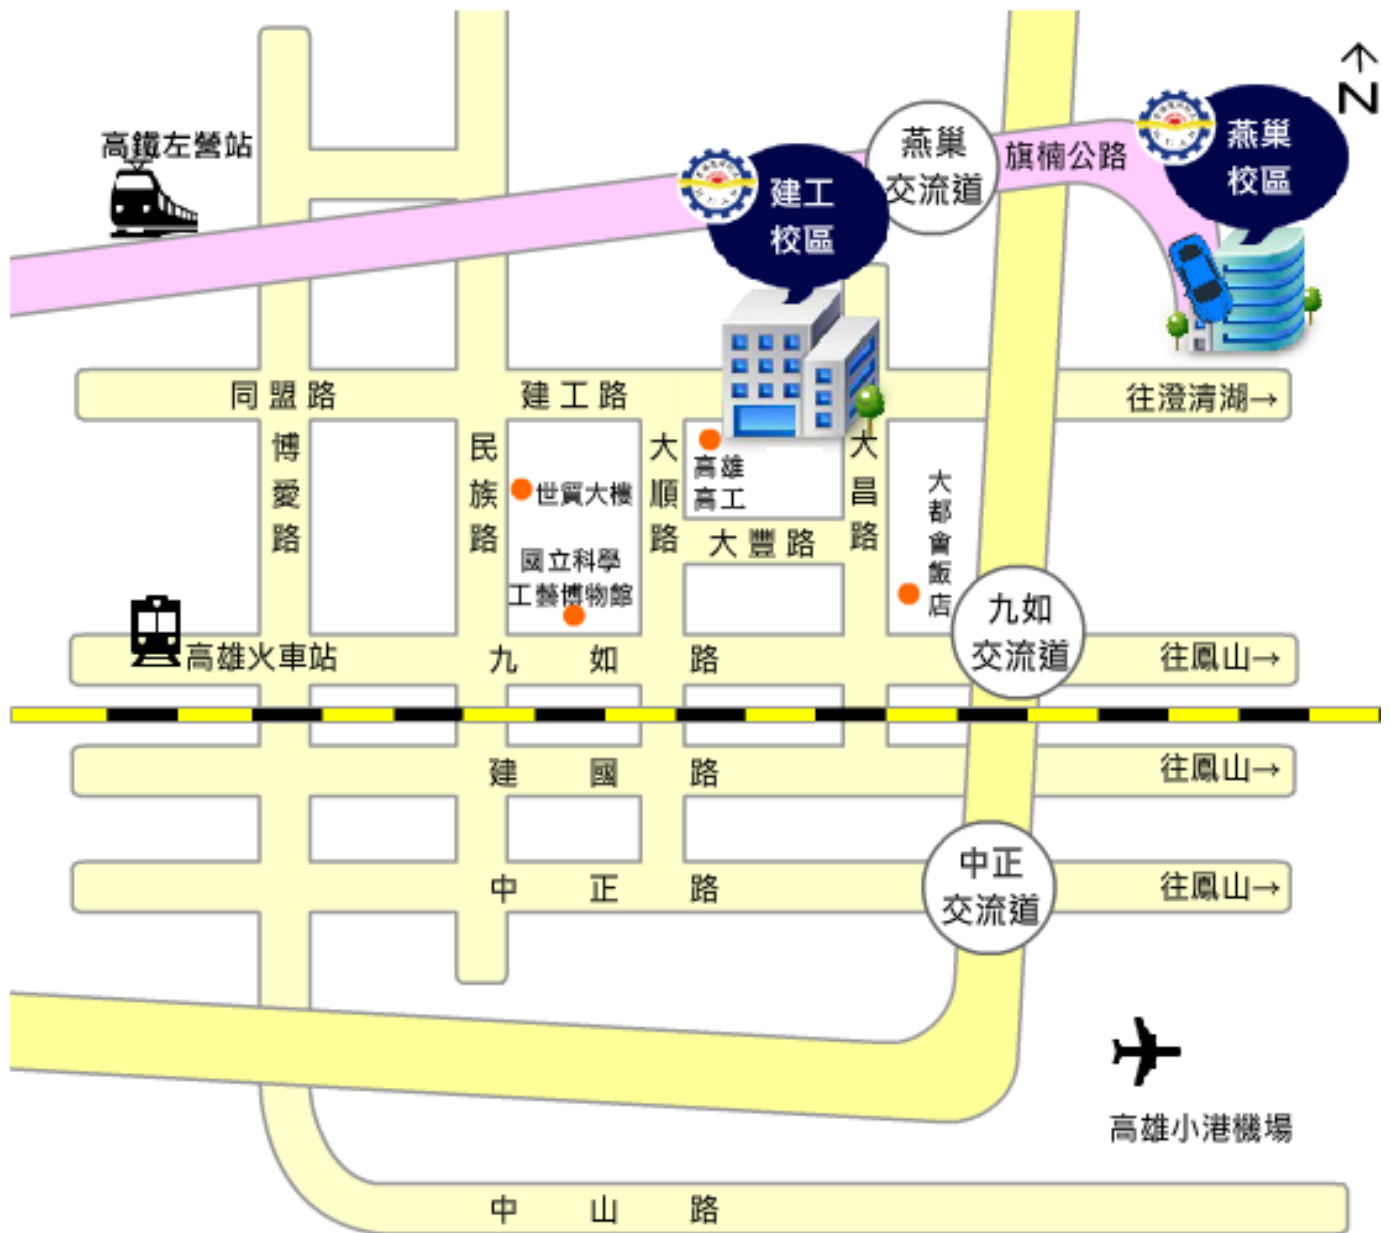 N
燕巢
交流道
旗楠公路
燕巢
校區
高鐵左營站
建工
校區
同盟路
建工路
往澄清湖→
博愛路
民族路
大順路
高雄
高工
大昌路
大都會飯店
世貿大樓
大豐路
國立科學
工藝博物館
九如
交流道
高雄火車站
九如路
往鳳山→
建國路
往鳳山→
中正
交流道
中正路
往鳳山→
高雄小港機場
中山路